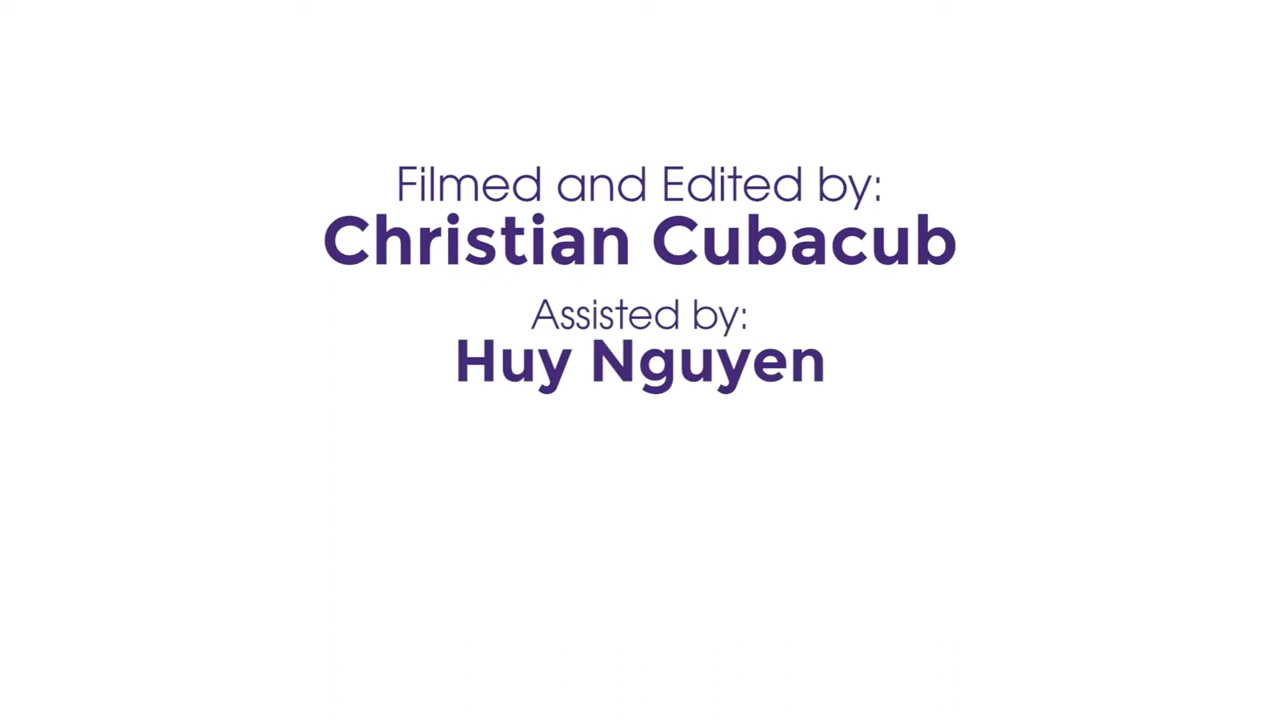 Filmed and Edited by:
Christian Cubacub
Assisted by:
Huy Nguyen